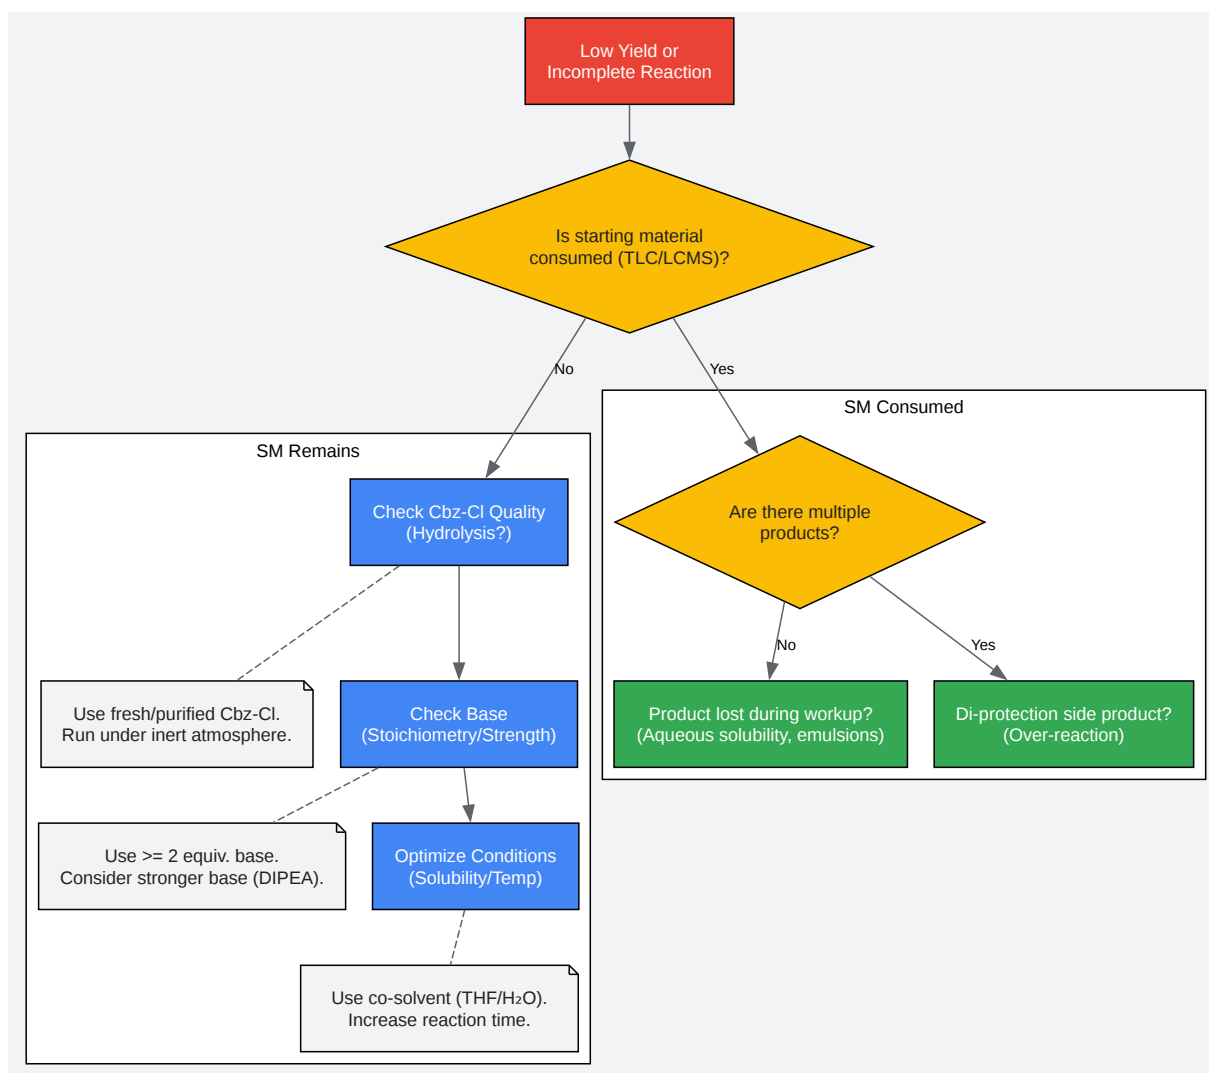 Low Yield or
Incomplete Reaction
Is starting material
consumed (TLC/LCMS)?
No
Yes
SM Consumed
SM Remains
Are there multiple
products?
Check Cbz-Cl Quality
(Hydrolysis?)
No
Yes
Use fresh/purified Cbz-Cl.
Run under inert atmosphere.
Check Base
(Stoichiometry/Strength)
Product lost during workup?
(Aqueous solubility, emulsions)
Di-protection side product?
(Over-reaction)
Use >= 2 equiv. base.
Consider stronger base (DIPEA).
Optimize Conditions
(Solubility/Temp)
Use co-solvent (THF/H₂O).
Increase reaction time.